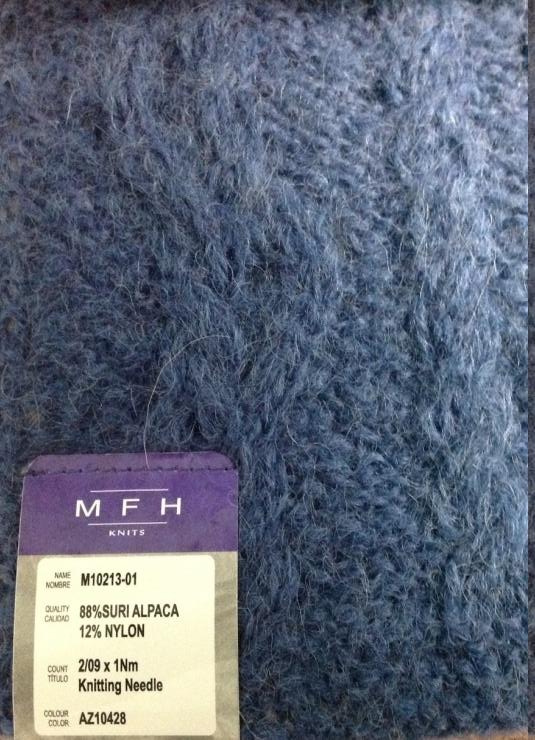 MFH
KNITS
NAME
NOMBRE
M10213-01
QUALITY
CALIDAD
88%SURI ALPACA
12% NYLON
COUNT
TÍTULO
2/09 x 1Nm
Knitting Needle
COLOUR
COLOR
AZ10428